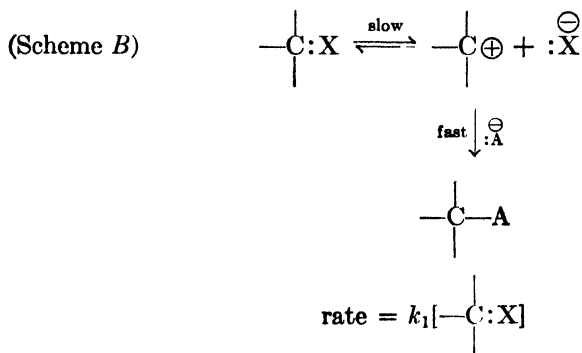 (Scheme B)
—C:X ⇌ —C⊕ + :X⊖
slow
fast :A⊖
—C—A
rate = k₁[—C:X]